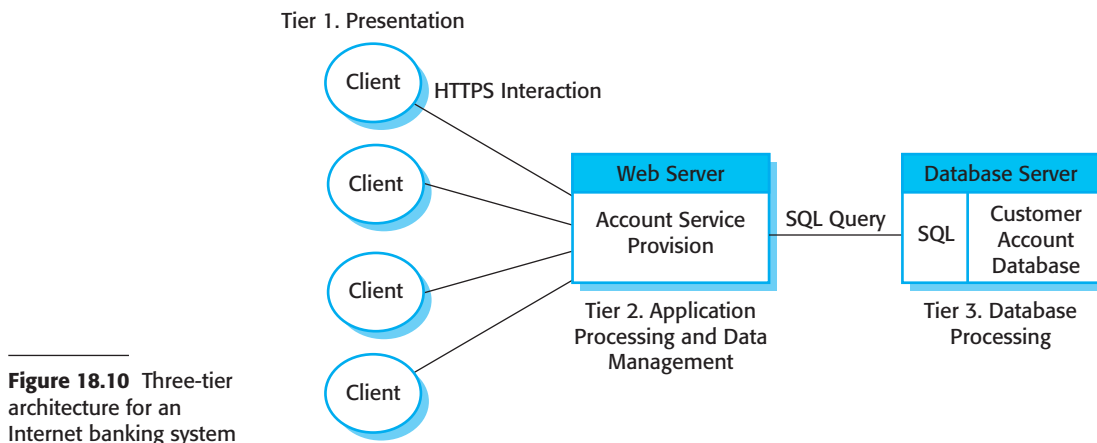 Tier 1. Presentation
Client
HTTPS Interaction
Client
Client
Client
Web Server
Account Service
Provision
SQL Query
Database Server
SQL
Customer
Account
Database
Tier 2. Application
Processing and Data
Management
Tier 3. Database
Processing
Figure 18.10 Three-tier
architecture for an
Internet banking system